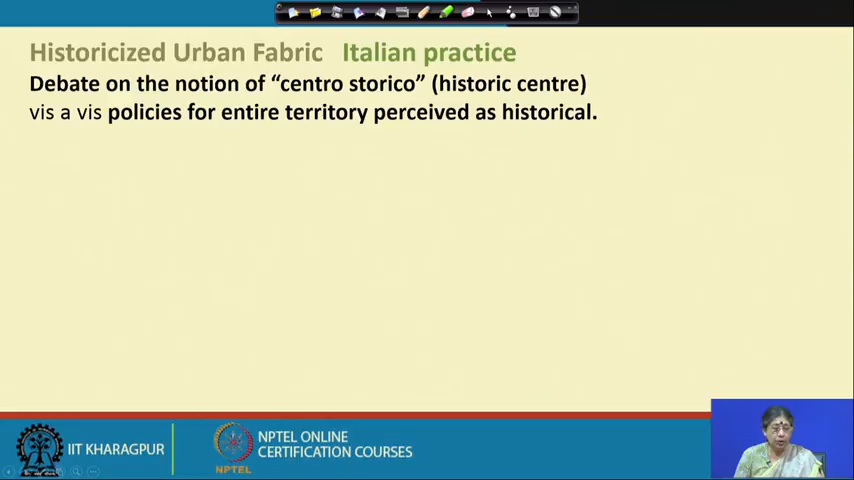 Historicized Urban Fabric Italian practice
Debate on the notion of “centro storico” (historic centre)
vis a vis policies for entire territory perceived as historical.
IIT KHARAGPUR
NPTEL
NPTEL ONLINE
CERTIFICATION COURSES